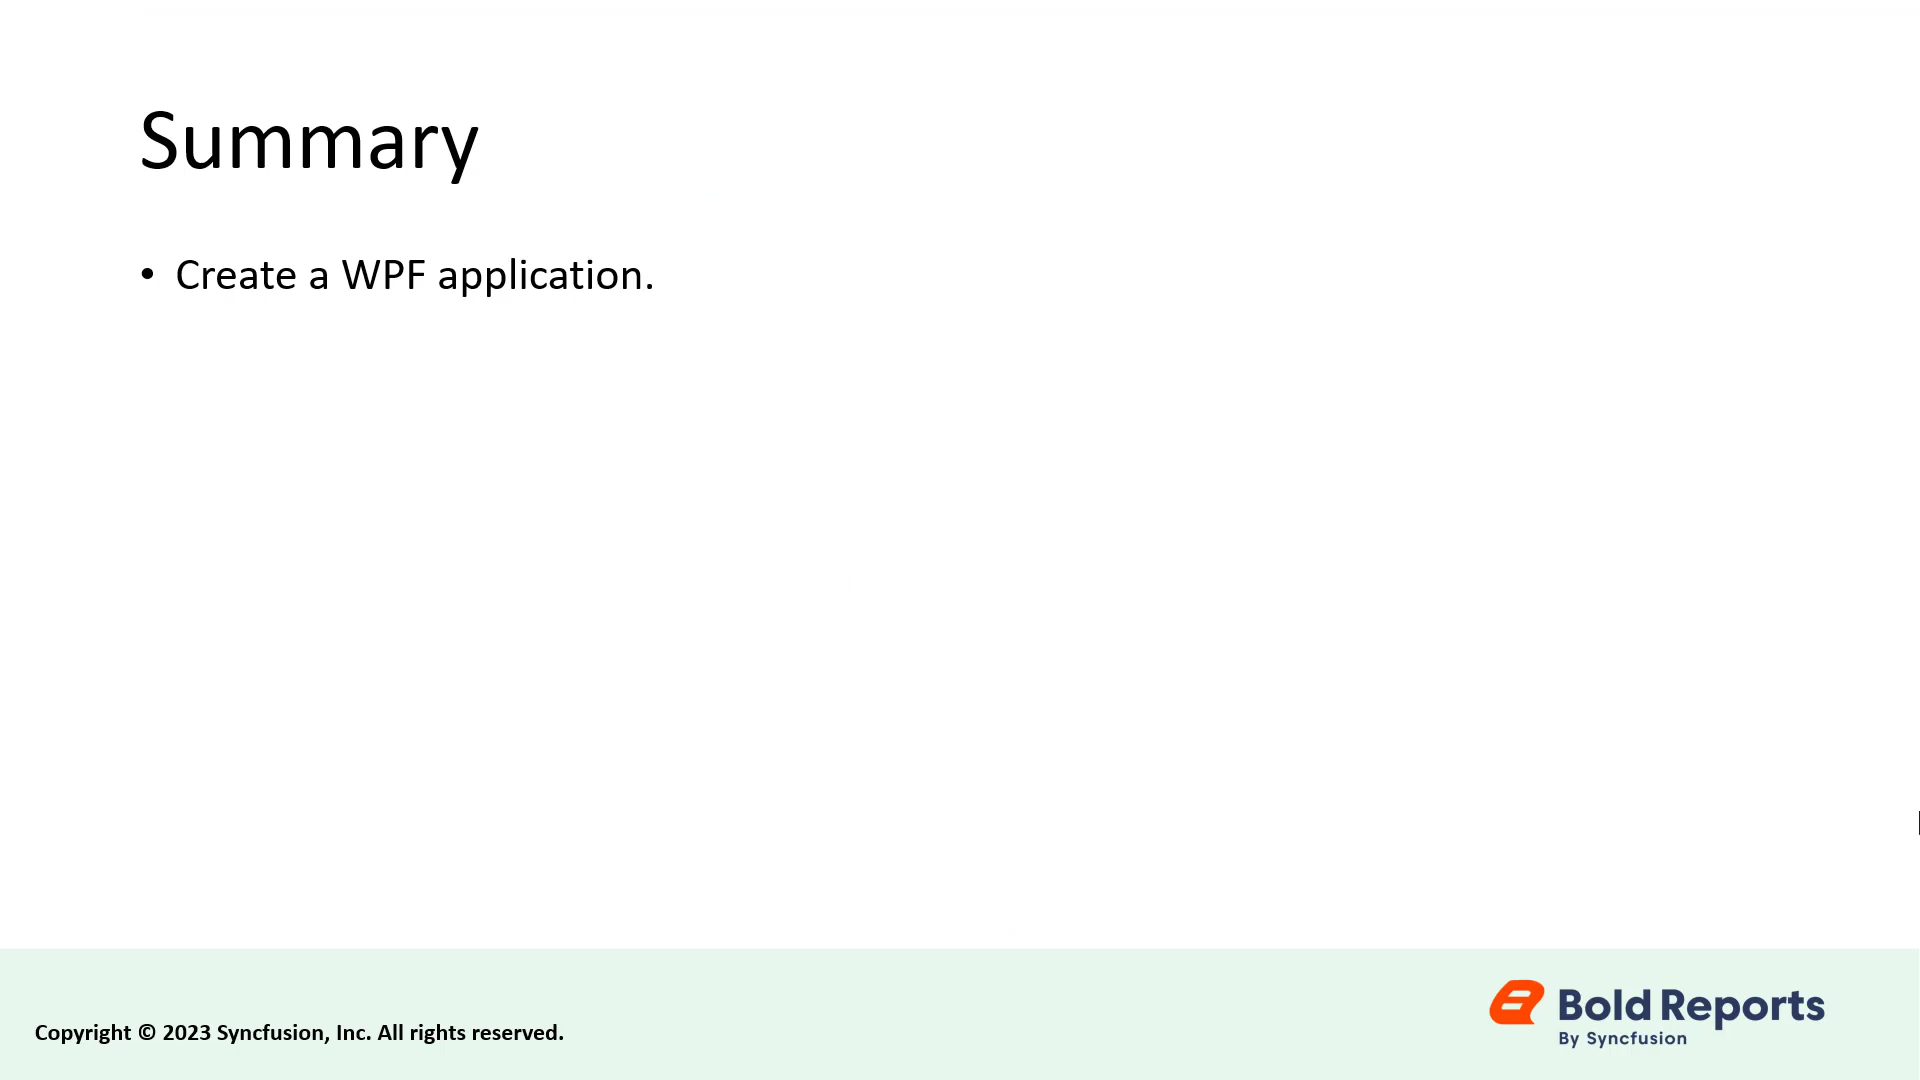 Summary
• Create a WPF application.
Copyright © 2023 Syncfusion, Inc. All rights reserved.
Bold Reports
By Syncfusion